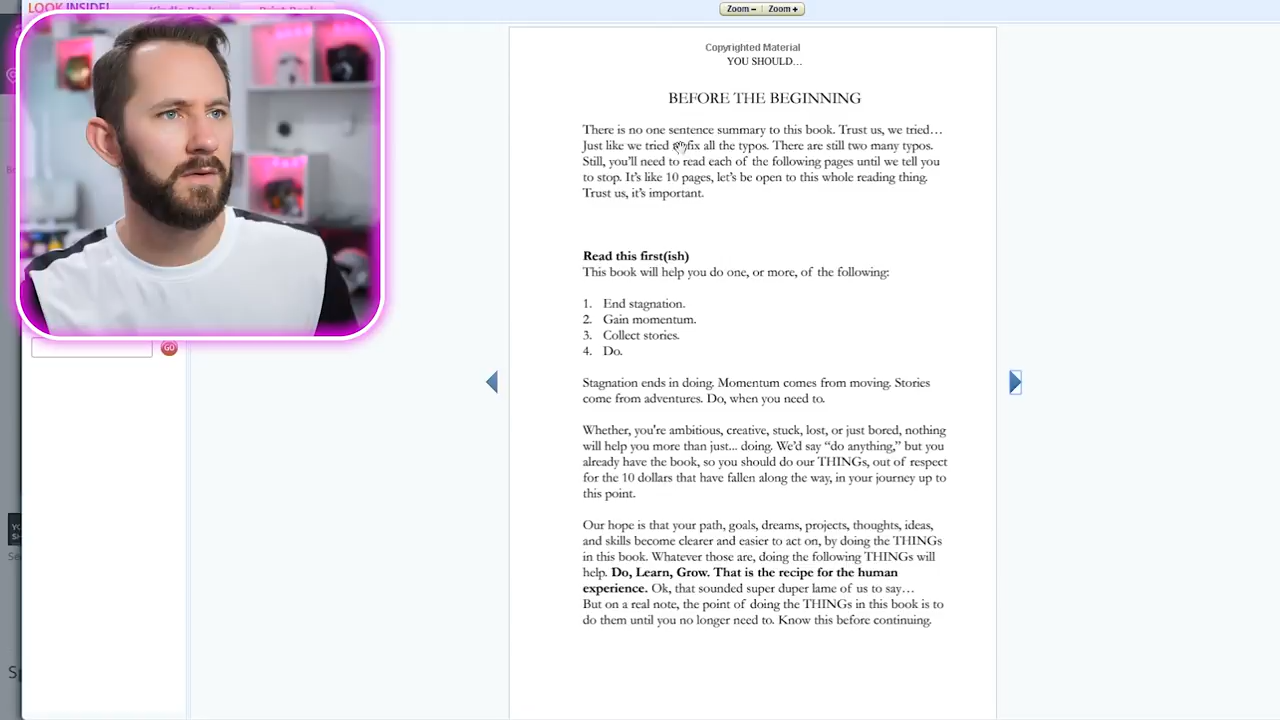 LOOK INSIDE!
Kindle Book
Print Book
Zoom –
Zoom +
Copyrighted Material
YOU SHOULD…
BEFORE THE BEGINNING
There is no one sentence summary to this book. Trust us, we tried…
Just like we tried to fix all the typos. There are still two many typos.
Still, you’ll need to read each of the following pages until we tell you
to stop. It’s like 10 pages, let’s be open to this whole reading thing.
Trust us, it’s important.
Read this first(ish)
This book will help you do one, or more, of the following:
1. End stagnation.
2. Gain momentum.
3. Collect stories.
4. Do.
Stagnation ends in doing. Momentum comes from moving. Stories
come from adventures. Do, when you need to.
Whether, you're ambitious, creative, stuck, lost, or just bored, nothing
will help you more than just... doing. We’d say “do anything,” but you
already have the book, so you should do our THINGs, out of respect
for the 10 dollars that have fallen along the way, in your journey up to
this point.
Our hope is that your path, goals, dreams, projects, thoughts, ideas,
and skills become clearer and easier to act on, by doing the THINGs
in this book. Whatever those are, doing the following THINGs will
help. Do, Learn, Grow. That is the recipe for the human
experience. Ok, that sounded super duper lame of us to say…
But on a real note, the point of doing the THINGs in this book is to
do them until you no longer need to. Know this before continuing.
GO